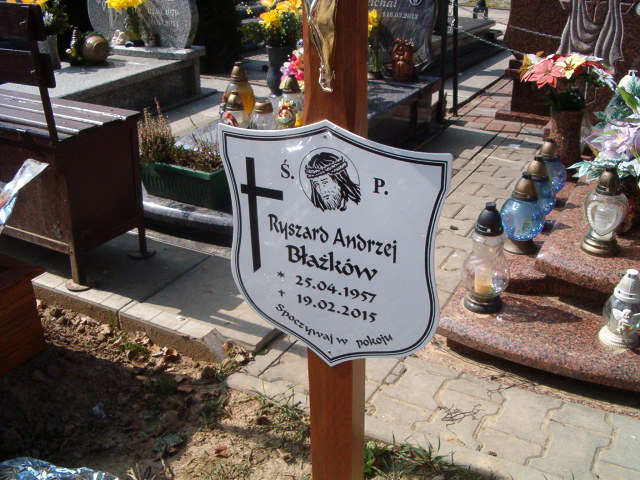 Ś. P.
Ryszard Andrzej
Błażków
* 25.04.1957
+ 19.02.2015
Spoczywaj w pokoju